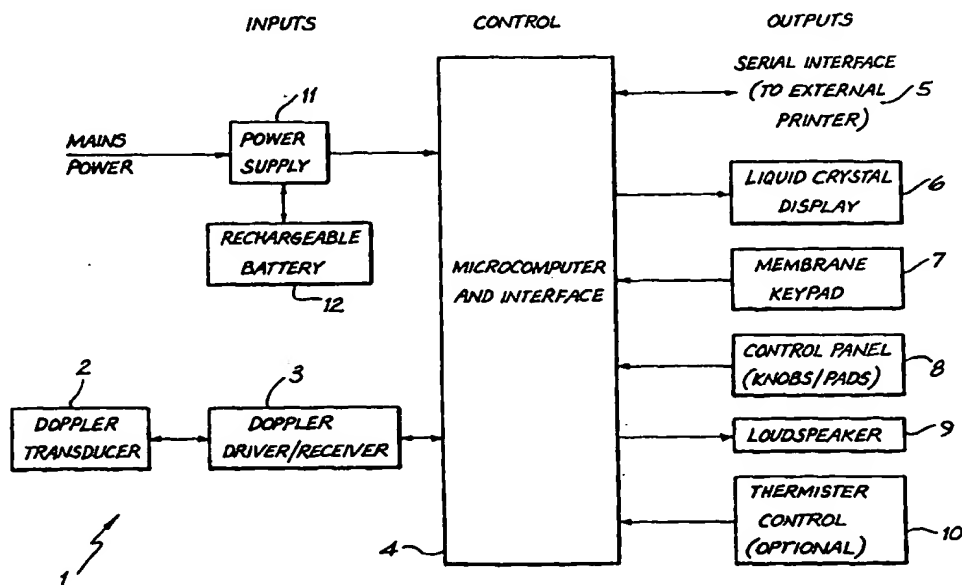 INPUTS
CONTROL
OUTPUTS
11
MAINS
POWER
POWER
SUPPLY
RECHARGEABLE
BATTERY
12
2
DOPPLER
TRANSDUCER
3
DOPPLER
DRIVER/RECEIVER
1
MICROCOMPUTER
AND INTERFACE
4
SERIAL INTERFACE
(TO EXTERNAL
PRINTER)
5
LIQUID CRYSTAL
DISPLAY
6
MEMBRANE
KEYPAD
7
CONTROL PANEL
(KNOBS/PADS)
8
LOUDSPEAKER
9
THERMISTER
CONTROL
(OPTIONAL)
10